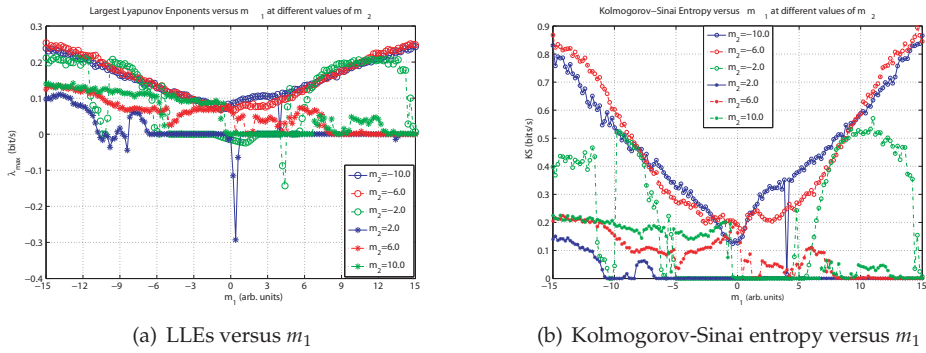 Largest Lyapunov Enponents versus m1 at different values of m2
0.4
0.3
0.2
0.1
0
-0.1
-0.2
-0.3
0.4
λmax (bits/s)
−15 −12 −9 −6 −3 0 3 6 9 12 15
m1 (arb. units)
m2=−10.0
m2=−6.0
m2=−2.0
m2=2.0
m2=6.0
m2=10.0
(a) LLEs versus m1
Kolmogorov−Sinai Entropy versus m1 at different values of m2
0.9
0.8
0.7
0.6
0.5
0.4
0.3
0.2
0.1
0
KS (bits/s)
−15 −10 −5 0 5 10 15
m1 (arb. units)
m2=−10.0
m2=−6.0
m2=−2.0
m2=2.0
m2=6.0
m2=10.0
(b) Kolmogorov-Sinai entropy versus m1